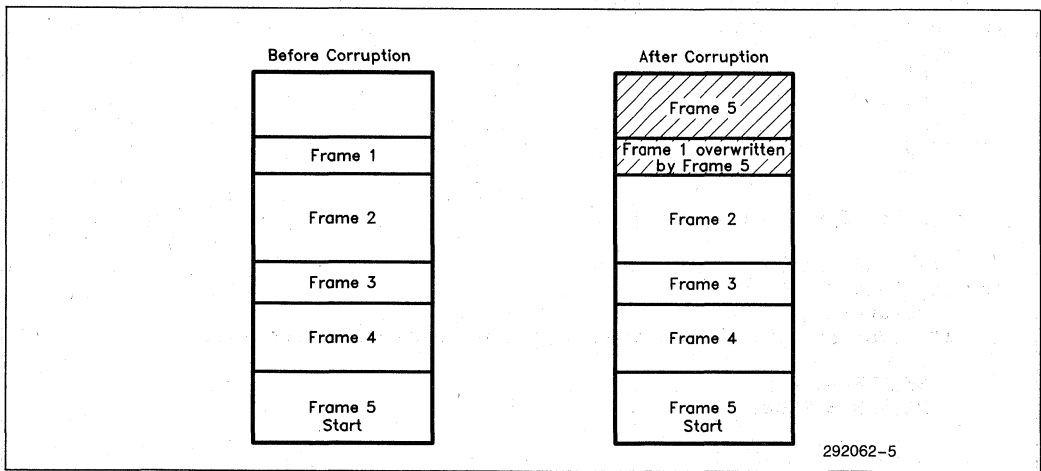 Before Corruption
Frame 1
Frame 2
Frame 3
Frame 4
Frame 5
Start
After Corruption
Frame 5
Frame 1 overwritten
by Frame 5
Frame 2
Frame 3
Frame 4
Frame 5
Start
292062-5